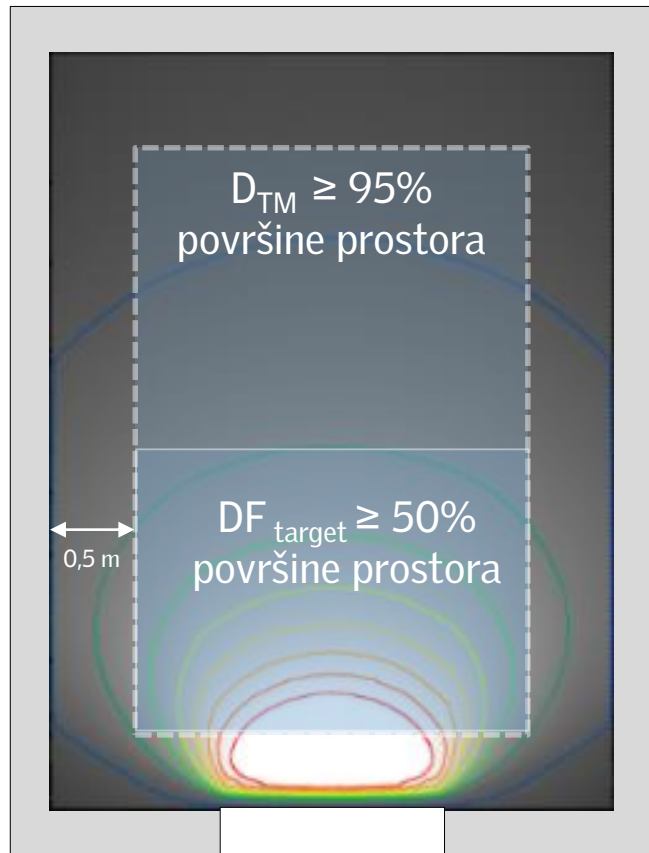 D_TM ≥ 95%
površine prostora
DF target ≥ 50%
površine prostora
0,5 m